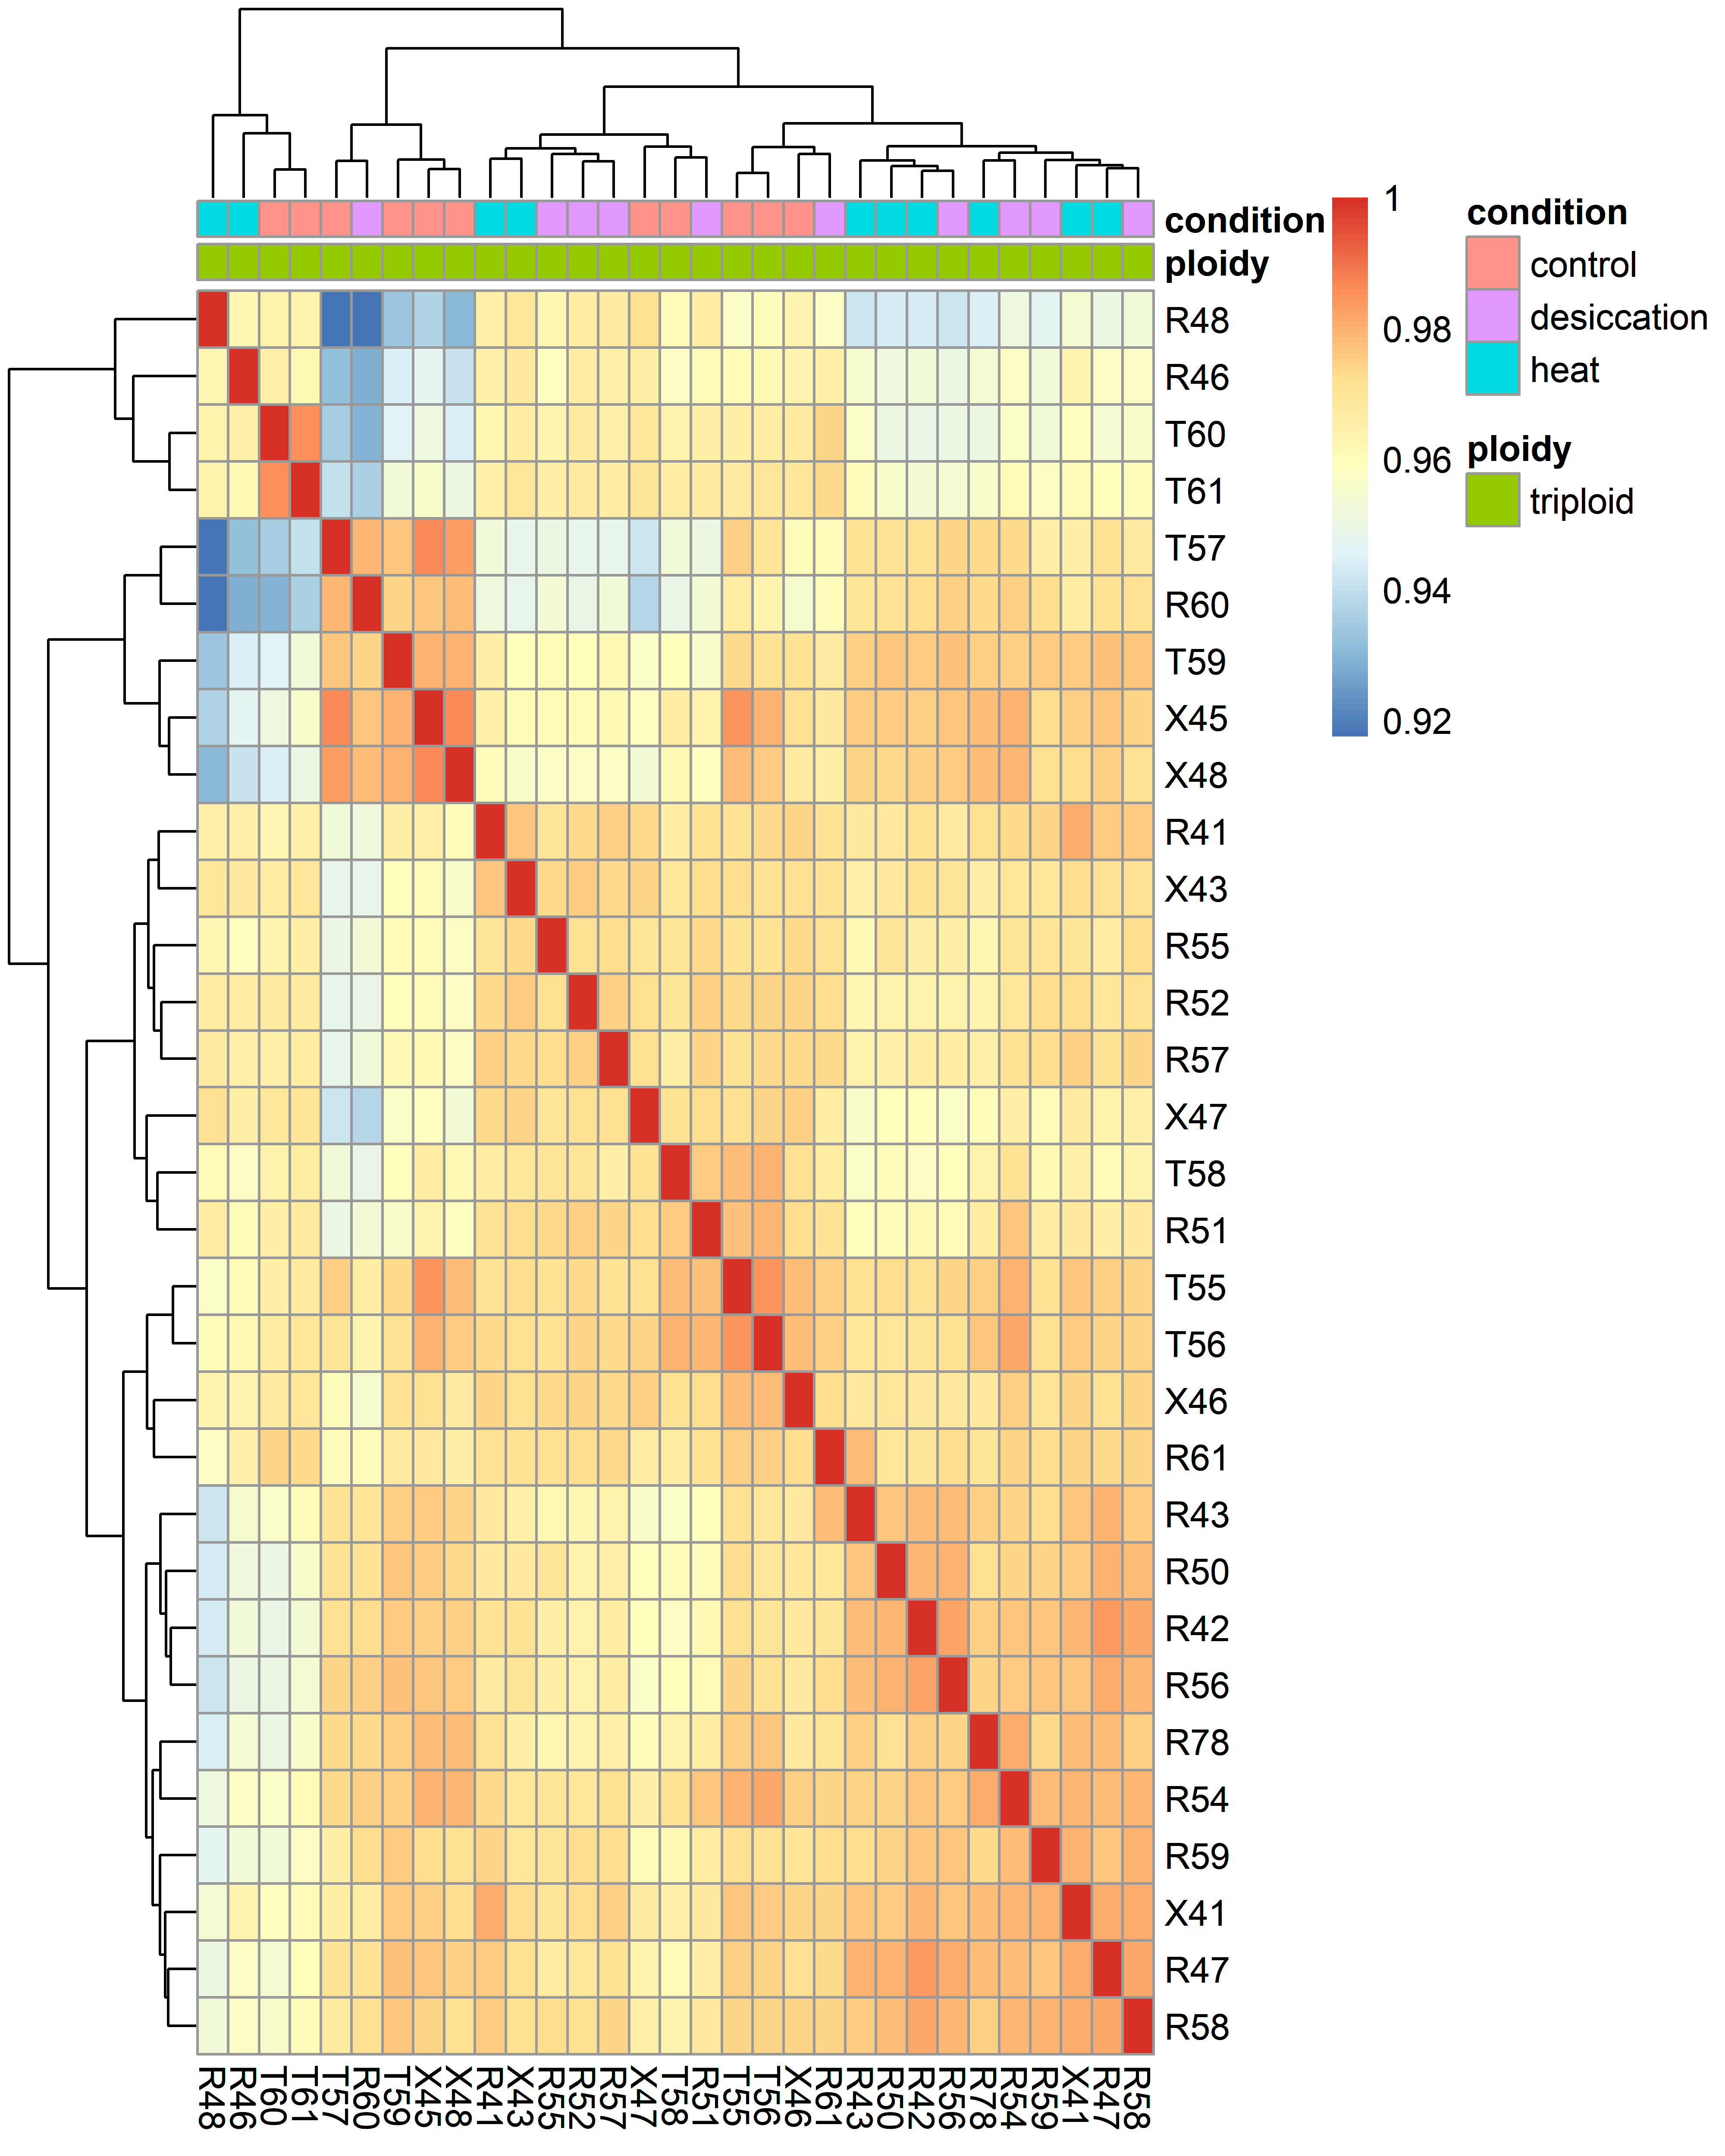 condition
ploidy
R48
R46
T60
T61
T57
R60
T59
X45
X48
R41
X43
R55
R52
R57
X47
T58
R51
T55
T56
X46
R61
R43
R50
R42
R56
R78
R54
R59
X41
R47
R58
1
0.98
0.96
0.94
0.92
condition
control
desiccation
heat
ploidy
triploid
R48 R46 T60 T61 T57 R60 T59 X45 X48 R41 X43 R55 R52 R57 X47 T58 R51 T55 T56 X46 R61 R43 R50 R42 R56 R78 R54 R59 X41 R47 R58